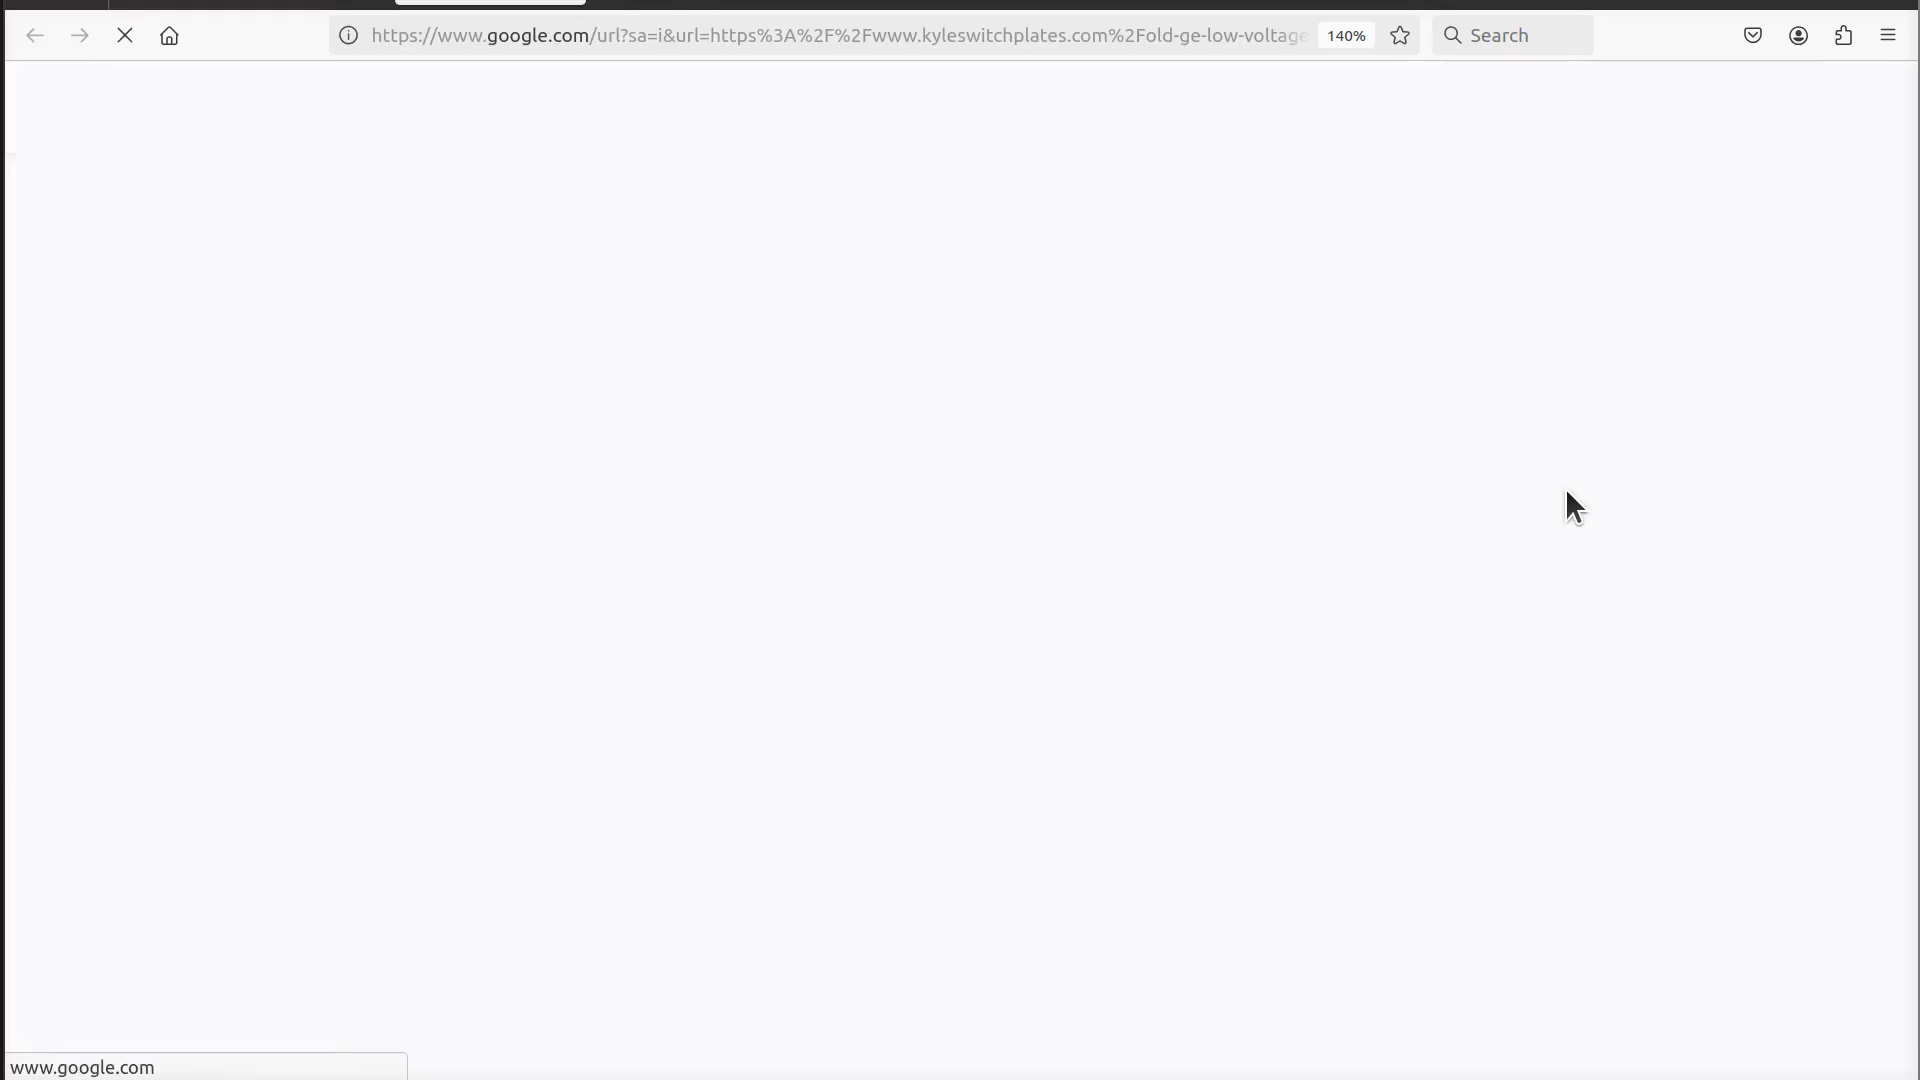 https://www.google.com/url?sa=i&url=https%3A%2F%2Fwww.kyleswitchplates.com%2Fold-ge-low-voltage
140%
Search
www.google.com